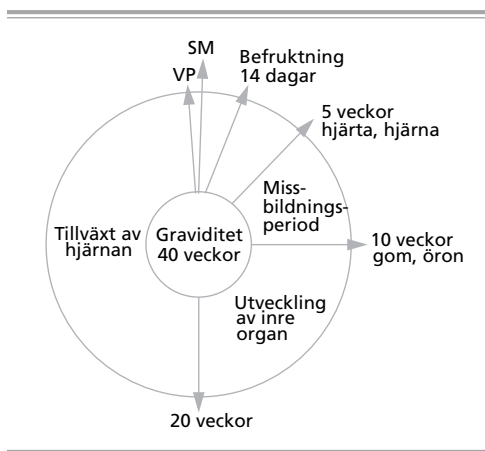 SM
VP
Befruktning
14 dagar
5 veckor
hjärta, hjärna
Miss-
bildnings-
period
Tillväxt av
hjärnan
Graviditet
40 veckor
10 veckor
gom, öron
Utveckling
av inre
organ
20 veckor